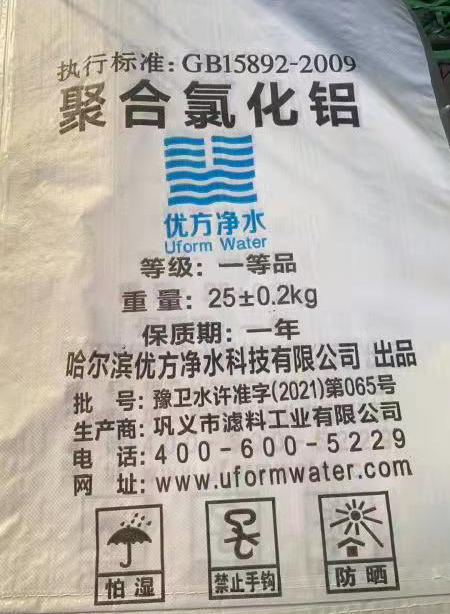 执行标准：GB15892-2009
聚合氯化铝
优方净水
Uform Water
等级：一等品
重量：25±0.2kg
保质期：一年
哈尔滨优方净水科技有限公司 出品
批 号：豫卫水许准字(2021)第065号
生产商：巩义市滤料工业有限公司
电 话：400-600-5229
网 址：www.uformwater.com
怕湿 禁止手钩 防晒